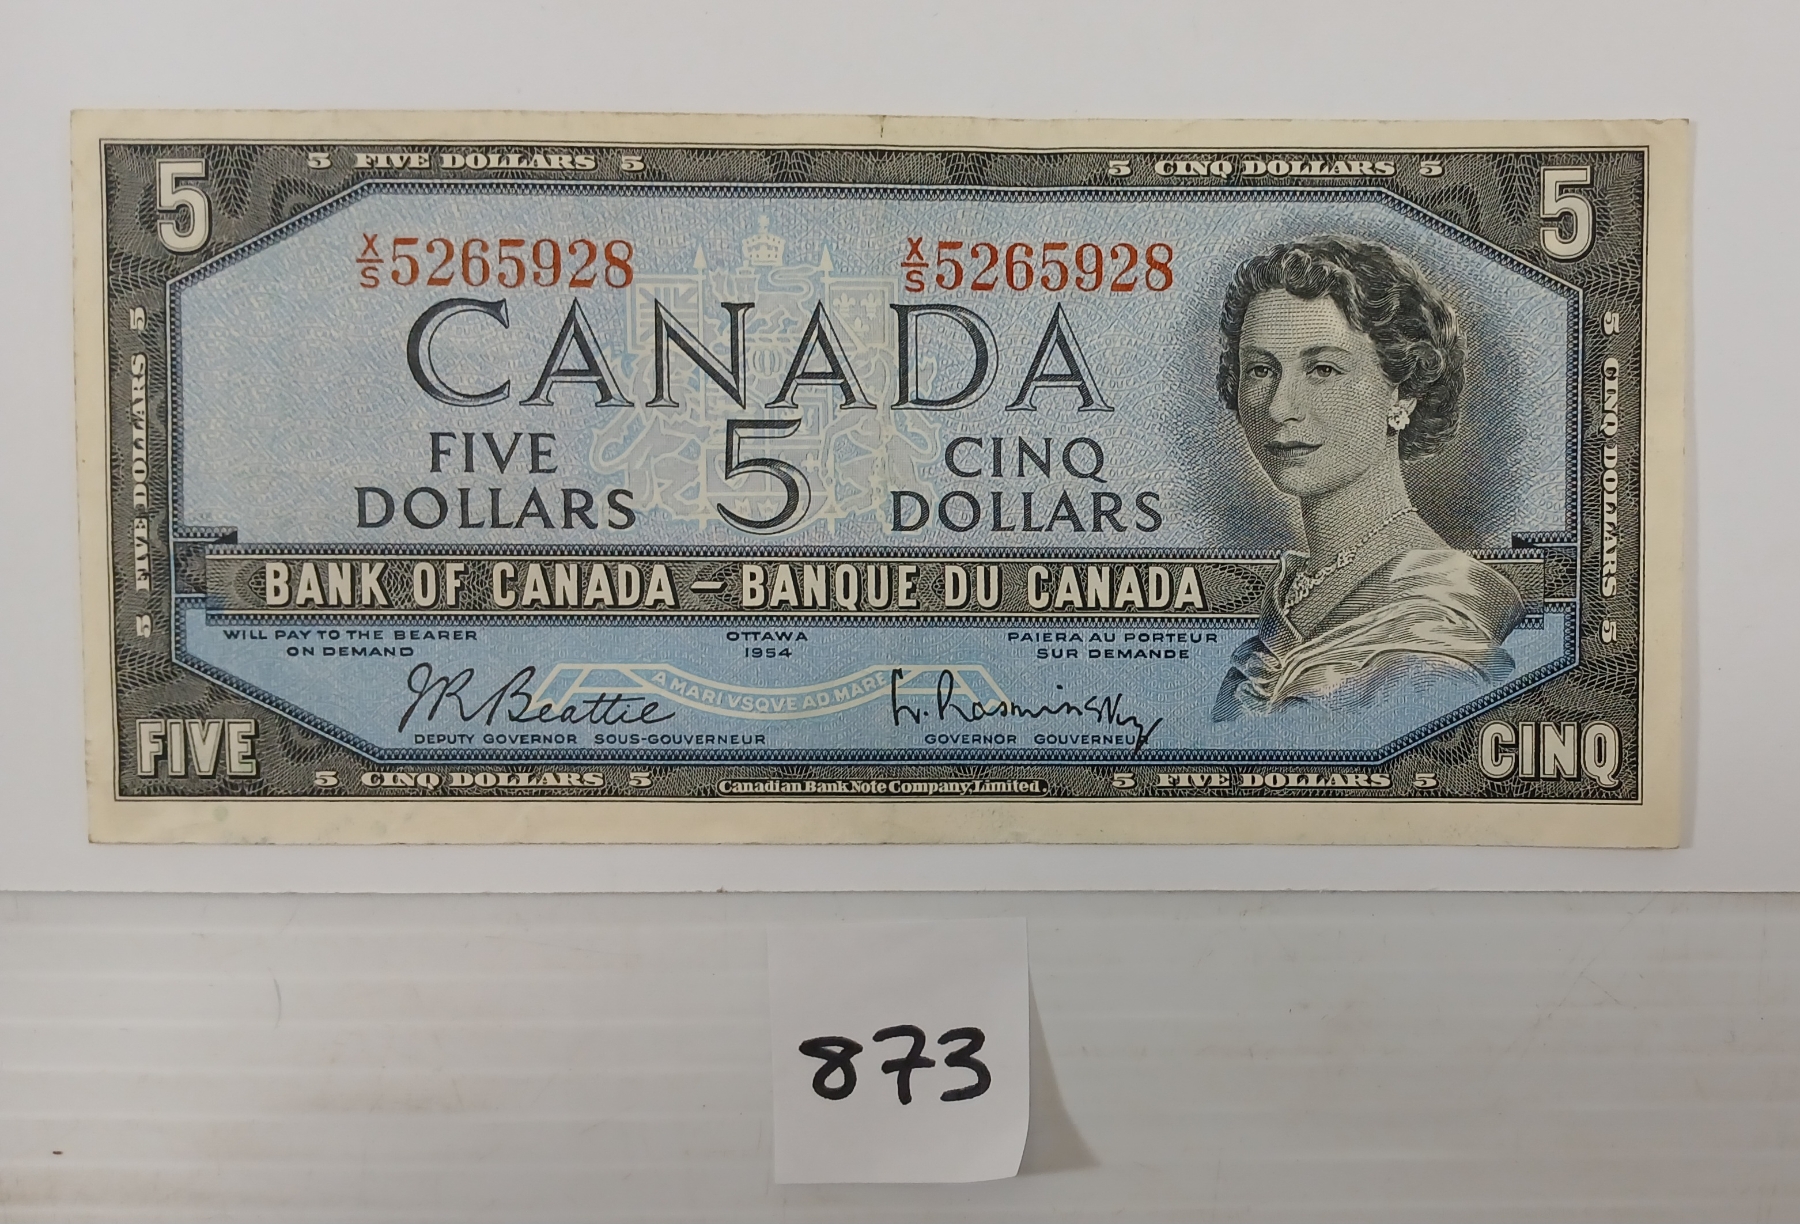 5 FIVE DOLLARS 5 5 CINQ DOLLARS 5
5 5
X/S 5265928 X/S 5265928
CANADA
FIVE DOLLARS 5 CINQ DOLLARS
5 FIVE DOLLARS 5
5 CINQ DOLLARS 5
BANK OF CANADA – BANQUE DU CANADA
WILL PAY TO THE BEARER ON DEMAND
OTTAWA 1954
PAIERA AU PORTEUR SUR DEMANDE
A MARI VSQVE AD MARE
J R Beattie L. Rasminsky
DEPUTY GOVERNOR SOUS-GOUVERNEUR GOVERNOR GOUVERNEUR
FIVE CINQ
5 CINQ DOLLARS 5 Canadian Bank Note Company, Limited. 5 FIVE DOLLARS 5
873